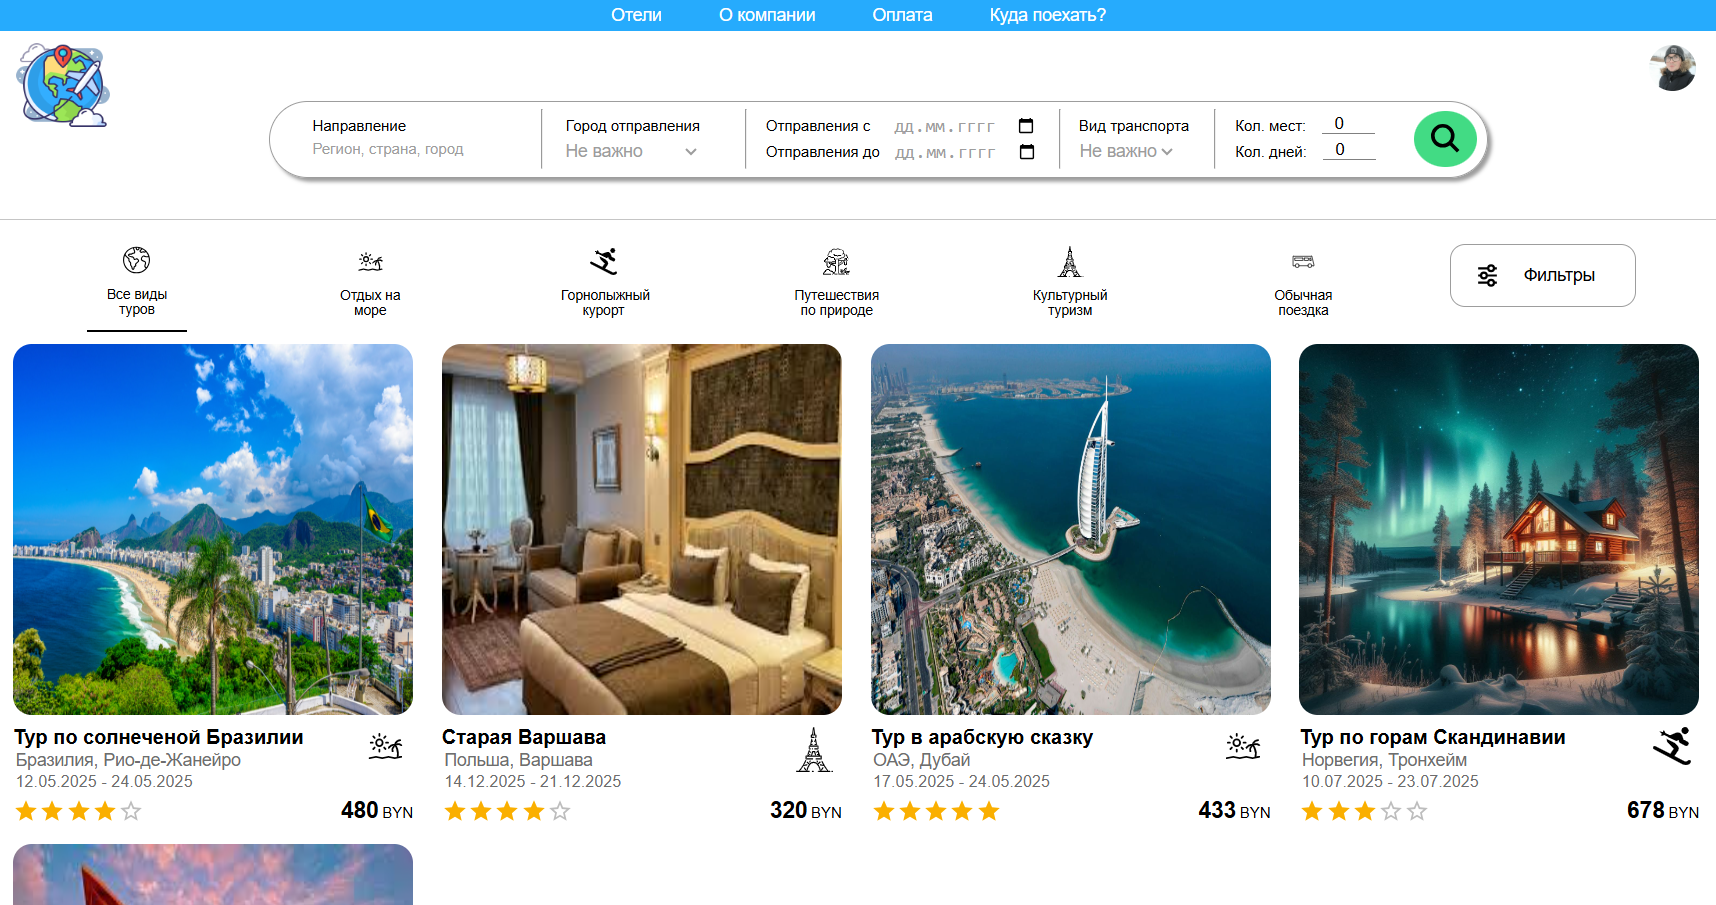 Отели О компании Оплата Куда поехать?
Направление
Регион, страна, город
Город отправления
Не важно
Отправления с дд.мм.гггг
Отправления до дд.мм.гггг
Вид транспорта
Не важно
Кол. мест: 0
Кол. дней: 0
Все виды
туров
Отдых на
море
Горнолыжный
курорт
Путешествия
по природе
Культурный
туризм
Обычная
поездка
Фильтры
Тур по солнеченой Бразилии
Бразилия, Рио-де-Жанейро
12.05.2025 - 24.05.2025
480 BYN
Старая Варшава
Польша, Варшава
14.12.2025 - 21.12.2025
320 BYN
Тур в арабскую сказку
ОАЭ, Дубай
17.05.2025 - 24.05.2025
433 BYN
Тур по горам Скандинавии
Норвегия, Тронхейм
10.07.2025 - 23.07.2025
678 BYN